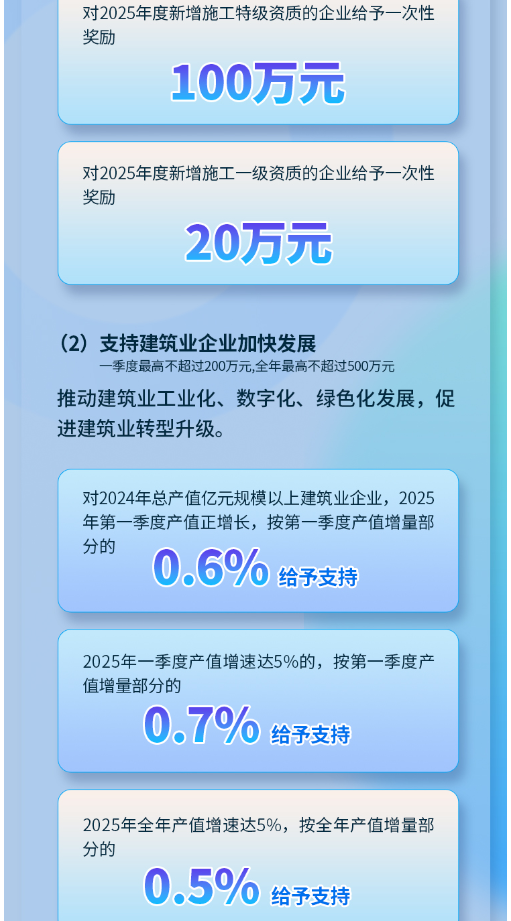 对2025年度新增施工特级资质的企业给予一次性
奖励
100万元
对2025年度新增施工一级资质的企业给予一次性
奖励
20万元
（2）支持建筑业企业加快发展
一季度最高不超过200万元,全年最高不超过500万元
推动建筑业工业化、数字化、绿色化发展，促
进建筑业转型升级。
对2024年总产值亿元规模以上建筑业企业，2025
年第一季度产值正增长，按第一季度产值增量部
分的
0.6% 给予支持
2025年一季度产值增速达5%的，按第一季度产
值增量部分的
0.7% 给予支持
2025年全年产值增速达5%，按全年产值增量部
分的
0.5% 给予支持